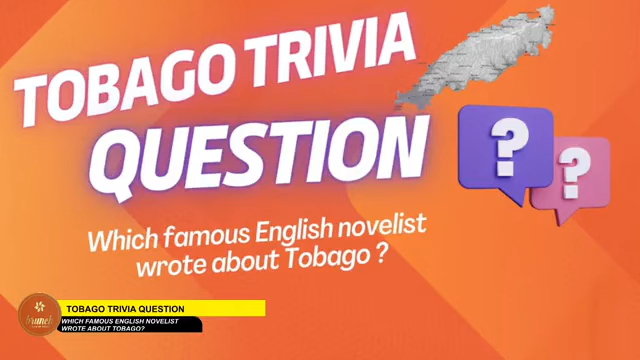 TOBAGO TRIVIA
QUESTION
Which famous English novelist
wrote about Tobago ?
TOBAGO TRIVIA QUESTION
WHICH FAMOUS ENGLISH NOVELIST
WROTE ABOUT TOBAGO?
brunch